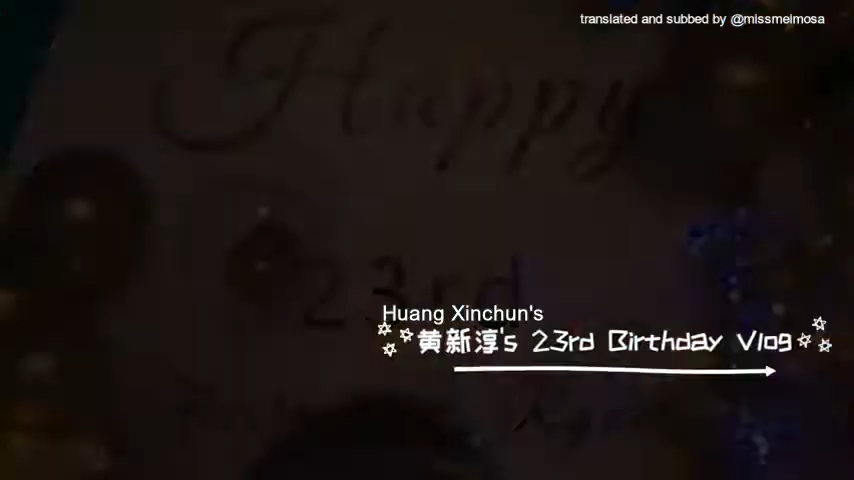 translated and subbed by @missmeimosa
Happy
23rd
Huang Xinchun's
黄新淳's 23rd Birthday Vlog